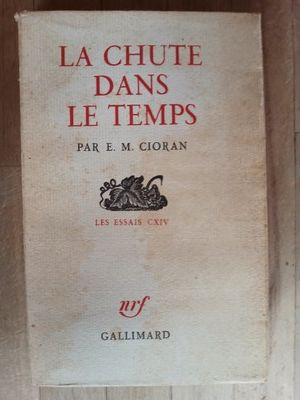 LA CHUTE
DANS
LE TEMPS
PAR E. M. CIORAN
LES ESSAIS CXIV
nrf
GALLIMARD